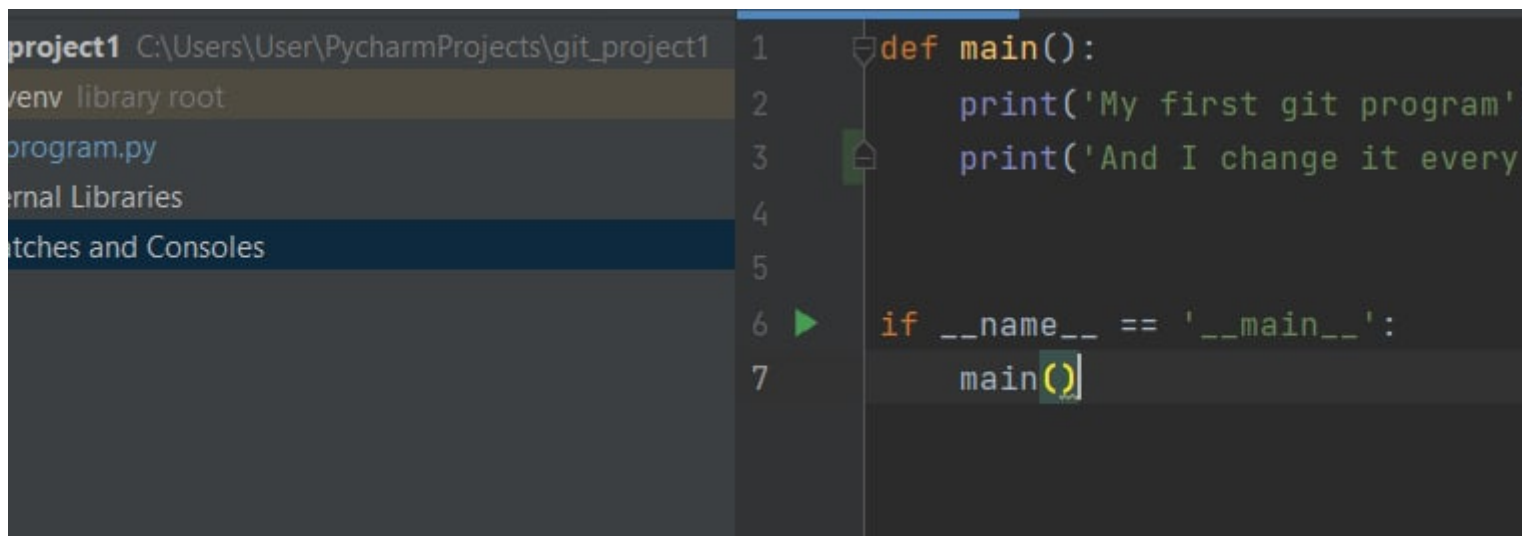 project1 C:\Users\User\PycharmProjects\git_project1
venv library root
program.py
ernal Libraries
atches and Consoles
1 def main():
2 print('My first git program'
3 print('And I change it every
4
5
6 if __name__ == '__main__':
7 main()